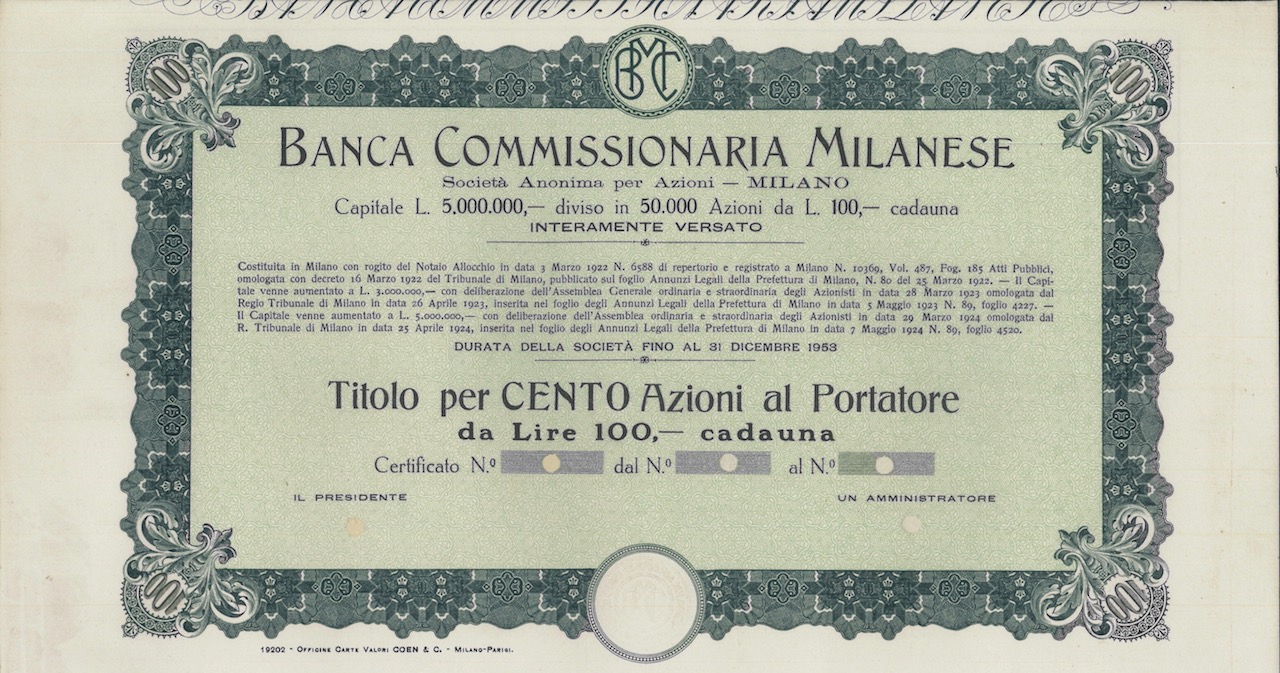 BANCA COMMISSIONARIA MILANESE
100
BMC
100
BANCA COMMISSIONARIA MILANESE
Società Anonima per Azioni — MILANO
Capitale L. 5.000.000,— diviso in 50.000 Azioni da L. 100,— cadauna
INTERAMENTE VERSATO
Costituita in Milano con rogito del Notaio Allocchio in data 3 Marzo 1922 N. 6588 di repertorio e registrato a Milano N. 10369, Vol. 487, Fog. 185 Atti Pubblici,
omologata con decreto 16 Marzo 1922 del Tribunale di Milano, pubblicato sul foglio Annunzi Legali della Prefettura di Milano, N. 80 del 25 Marzo 1922. — Il Capi-
tale venne aumentato a L. 3.000.000,— con deliberazione dell'Assemblea Generale ordinaria e straordinaria degli Azionisti in data 28 Marzo 1923 omologata dal
Regio Tribunale di Milano in data 26 Aprile 1923, inserita nel foglio degli Annunzi Legali della Prefettura di Milano in data 5 Maggio 1923 N. 89, foglio 4227. —
Il Capitale venne aumentato a L. 5.000.000,— con deliberazione dell'Assemblea ordinaria e straordinaria degli Azionisti in data 29 Marzo 1924 omologata dal
R. Tribunale di Milano in data 25 Aprile 1924, inserita nel foglio degli Annunzi Legali della Prefettura di Milano in data 7 Maggio 1924 N. 89, foglio 4520.
DURATA DELLA SOCIETÀ FINO AL 31 DICEMBRE 1953
Titolo per CENTO Azioni al Portatore
da Lire 100,— cadauna
Certificato N.º dal N.º al N.º
IL PRESIDENTE UN AMMINISTRATORE
100
100
19202 - OFFICINE CARTE VALORI COEN & C. - MILANO-PARIGI.